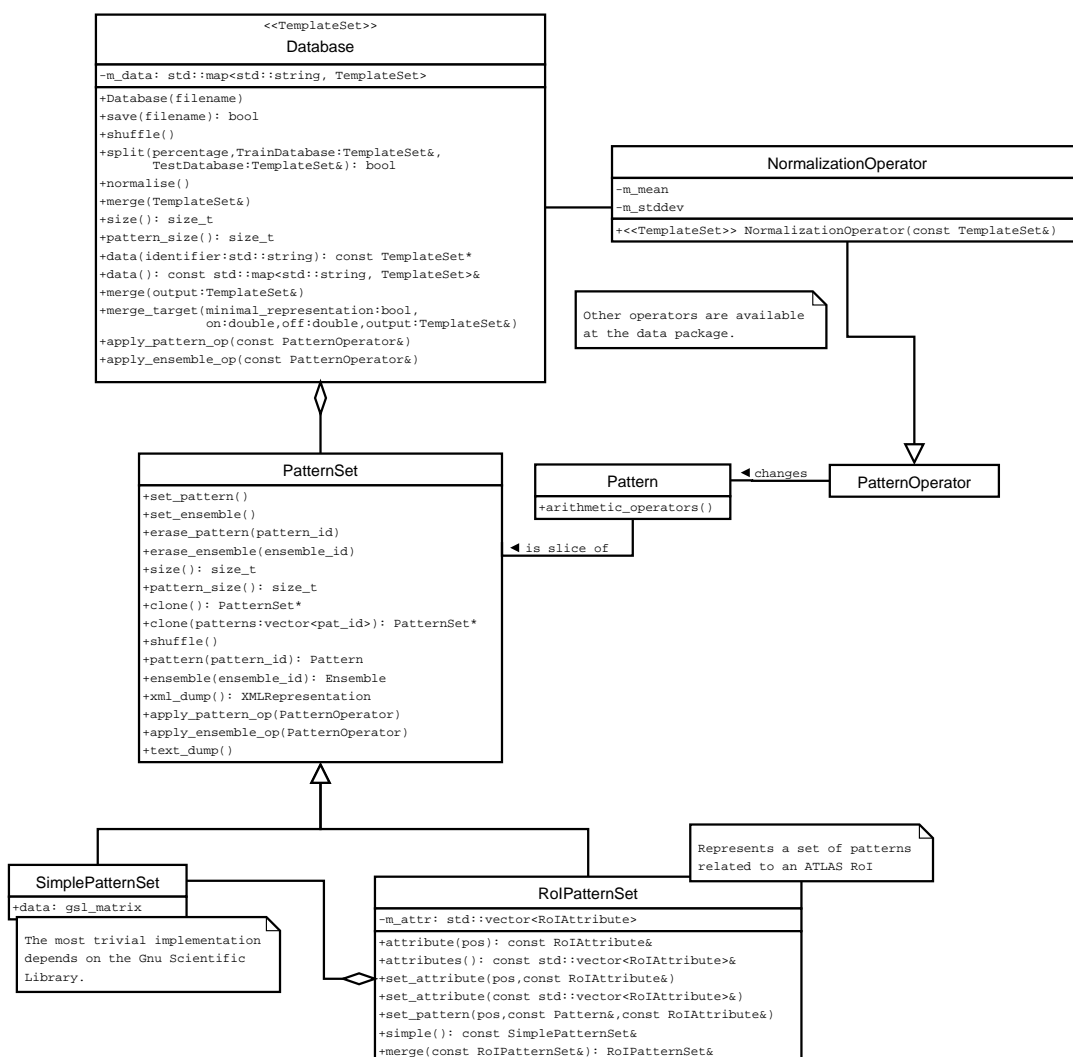 <<TemplateSet>>
Database
-m_data: std::map<std::string, TemplateSet>
+Database(filename)
+save(filename): bool
+shuffle()
+split(percentage,TrainDatabase:TemplateSet&,
TestDatabase:TemplateSet&): bool
+normalise()
+merge(TemplateSet&)
+size(): size_t
+pattern_size(): size_t
+data(identifier:std::string): const TemplateSet*
+data(): const std::map<std::string, TemplateSet>&
+merge(output:TemplateSet&)
+merge_target(minimal_representation:bool,
on:double,off:double,output:TemplateSet&)
+apply_pattern_op(const PatternOperator&)
+apply_ensemble_op(const PatternOperator&)
NormalizationOperator
-m_mean
-m_stddev
+<<TemplateSet>> NormalizationOperator(const TemplateSet&)
Other operators are available
at the data package.
PatternSet
+set_pattern()
+set_ensemble()
+erase_pattern(pattern_id)
+erase_ensemble(ensemble_id)
+size(): size_t
+pattern_size(): size_t
+clone(): PatternSet*
+clone(patterns:vector<pat_id>): PatternSet*
+shuffle()
+pattern(pattern_id): Pattern
+ensemble(ensemble_id): Ensemble
+xml_dump(): XMLRepresentation
+apply_pattern_op(PatternOperator)
+apply_ensemble_op(PatternOperator)
+text_dump()
Pattern
+arithmetic_operators()
changes
PatternOperator
is slice of
SimplePatternSet
+data: gsl_matrix
The most trivial implementation
depends on the Gnu Scientific
Library.
Represents a set of patterns
related to an ATLAS RoI
RoIPatternSet
-m_attr: std::vector<RoIAttribute>
+attribute(pos): const RoIAttribute&
+attributes(): const std::vector<RoIAttribute>&
+set_attribute(pos,const RoIAttribute&)
+set_attribute(const std::vector<RoIAttribute>&)
+set_pattern(pos,const Pattern&,const RoIAttribute&)
+simple(): const SimplePatternSet&
+merge(const RoIPatternSet&): RoIPatternSet&